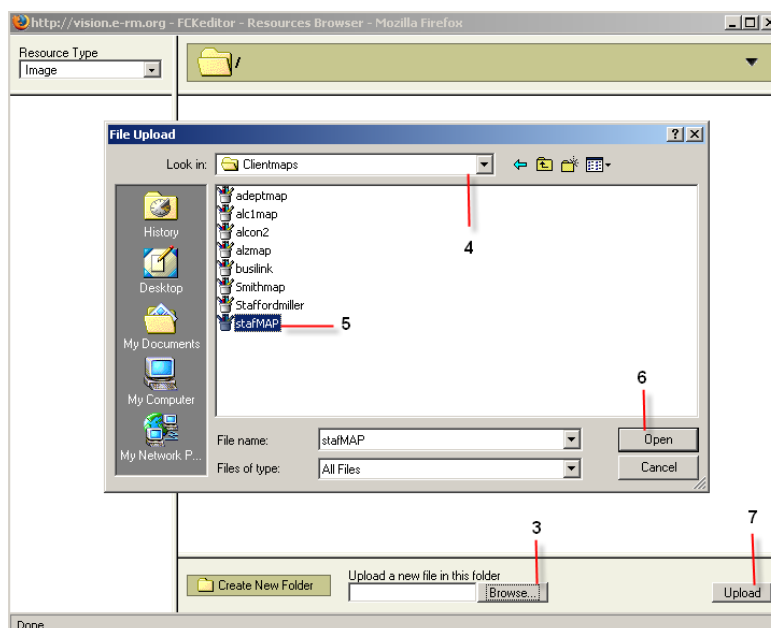 http://vision.e-rm.org - FCKeditor - Resources Browser - Mozilla Firefox
Resource Type
Image
/
File Upload
Look in:
Clientmaps
4
History
Desktop
My Documents
My Computer
My Network P...
adeptmap
alc1map
alcon2
alzmap
busilink
Smithmap
Staffordmiller
stafMAP
5
6
File name:
stafMAP
Open
Files of type:
All Files
Cancel
3
7
Create New Folder
Upload a new file in this folder
Browse...
Upload
Done